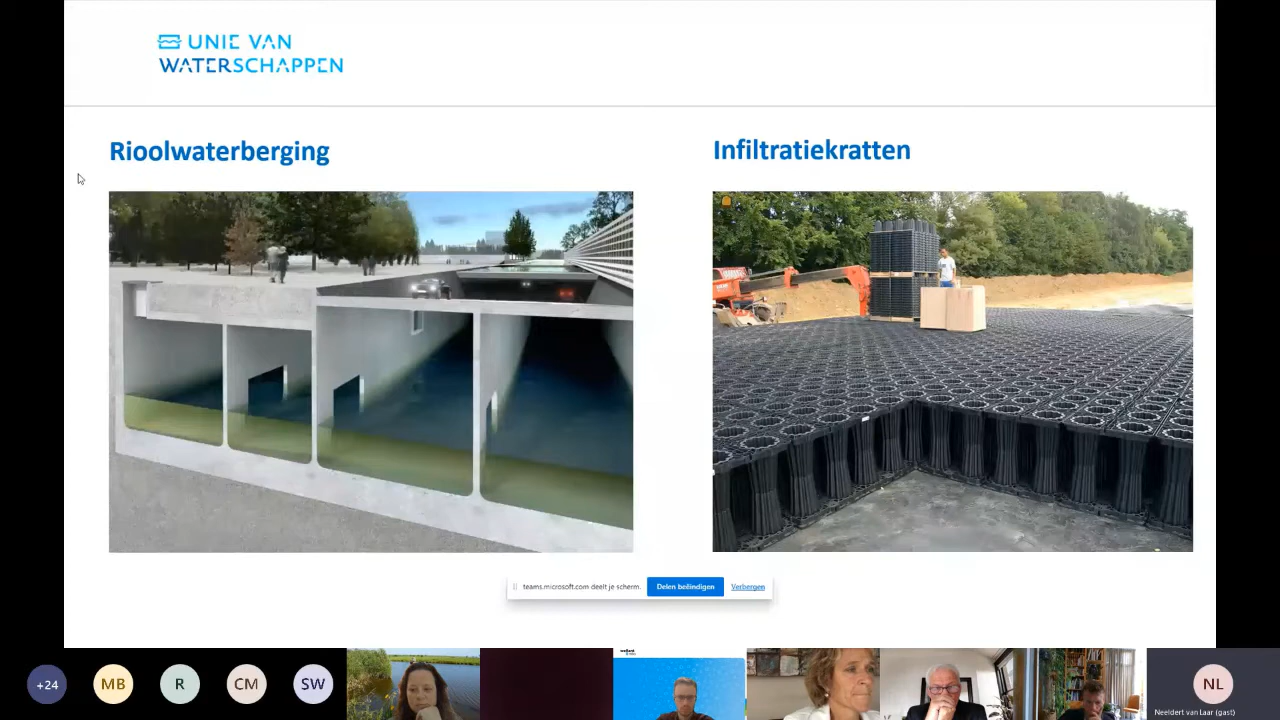 UNIE VAN
WATERSCHAPPEN
Rioolwaterberging
Infiltratiekratten
teams.microsoft.com deelt je scherm.
Delen beëindigen
Verbergen
+24
MB
R
CM
SW
NL
Neeldert van Laar (gast)